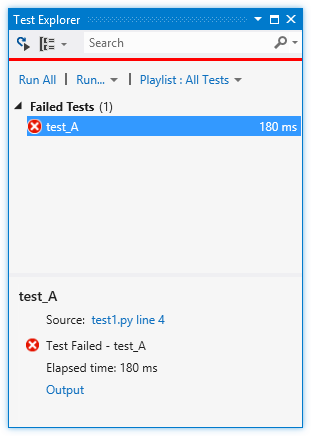 Test Explorer
Search
Run All | Run... | Playlist : All Tests
Failed Tests (1)
test_A 180 ms
test_A
Source: test1.py line 4
Test Failed - test_A
Elapsed time: 180 ms
Output